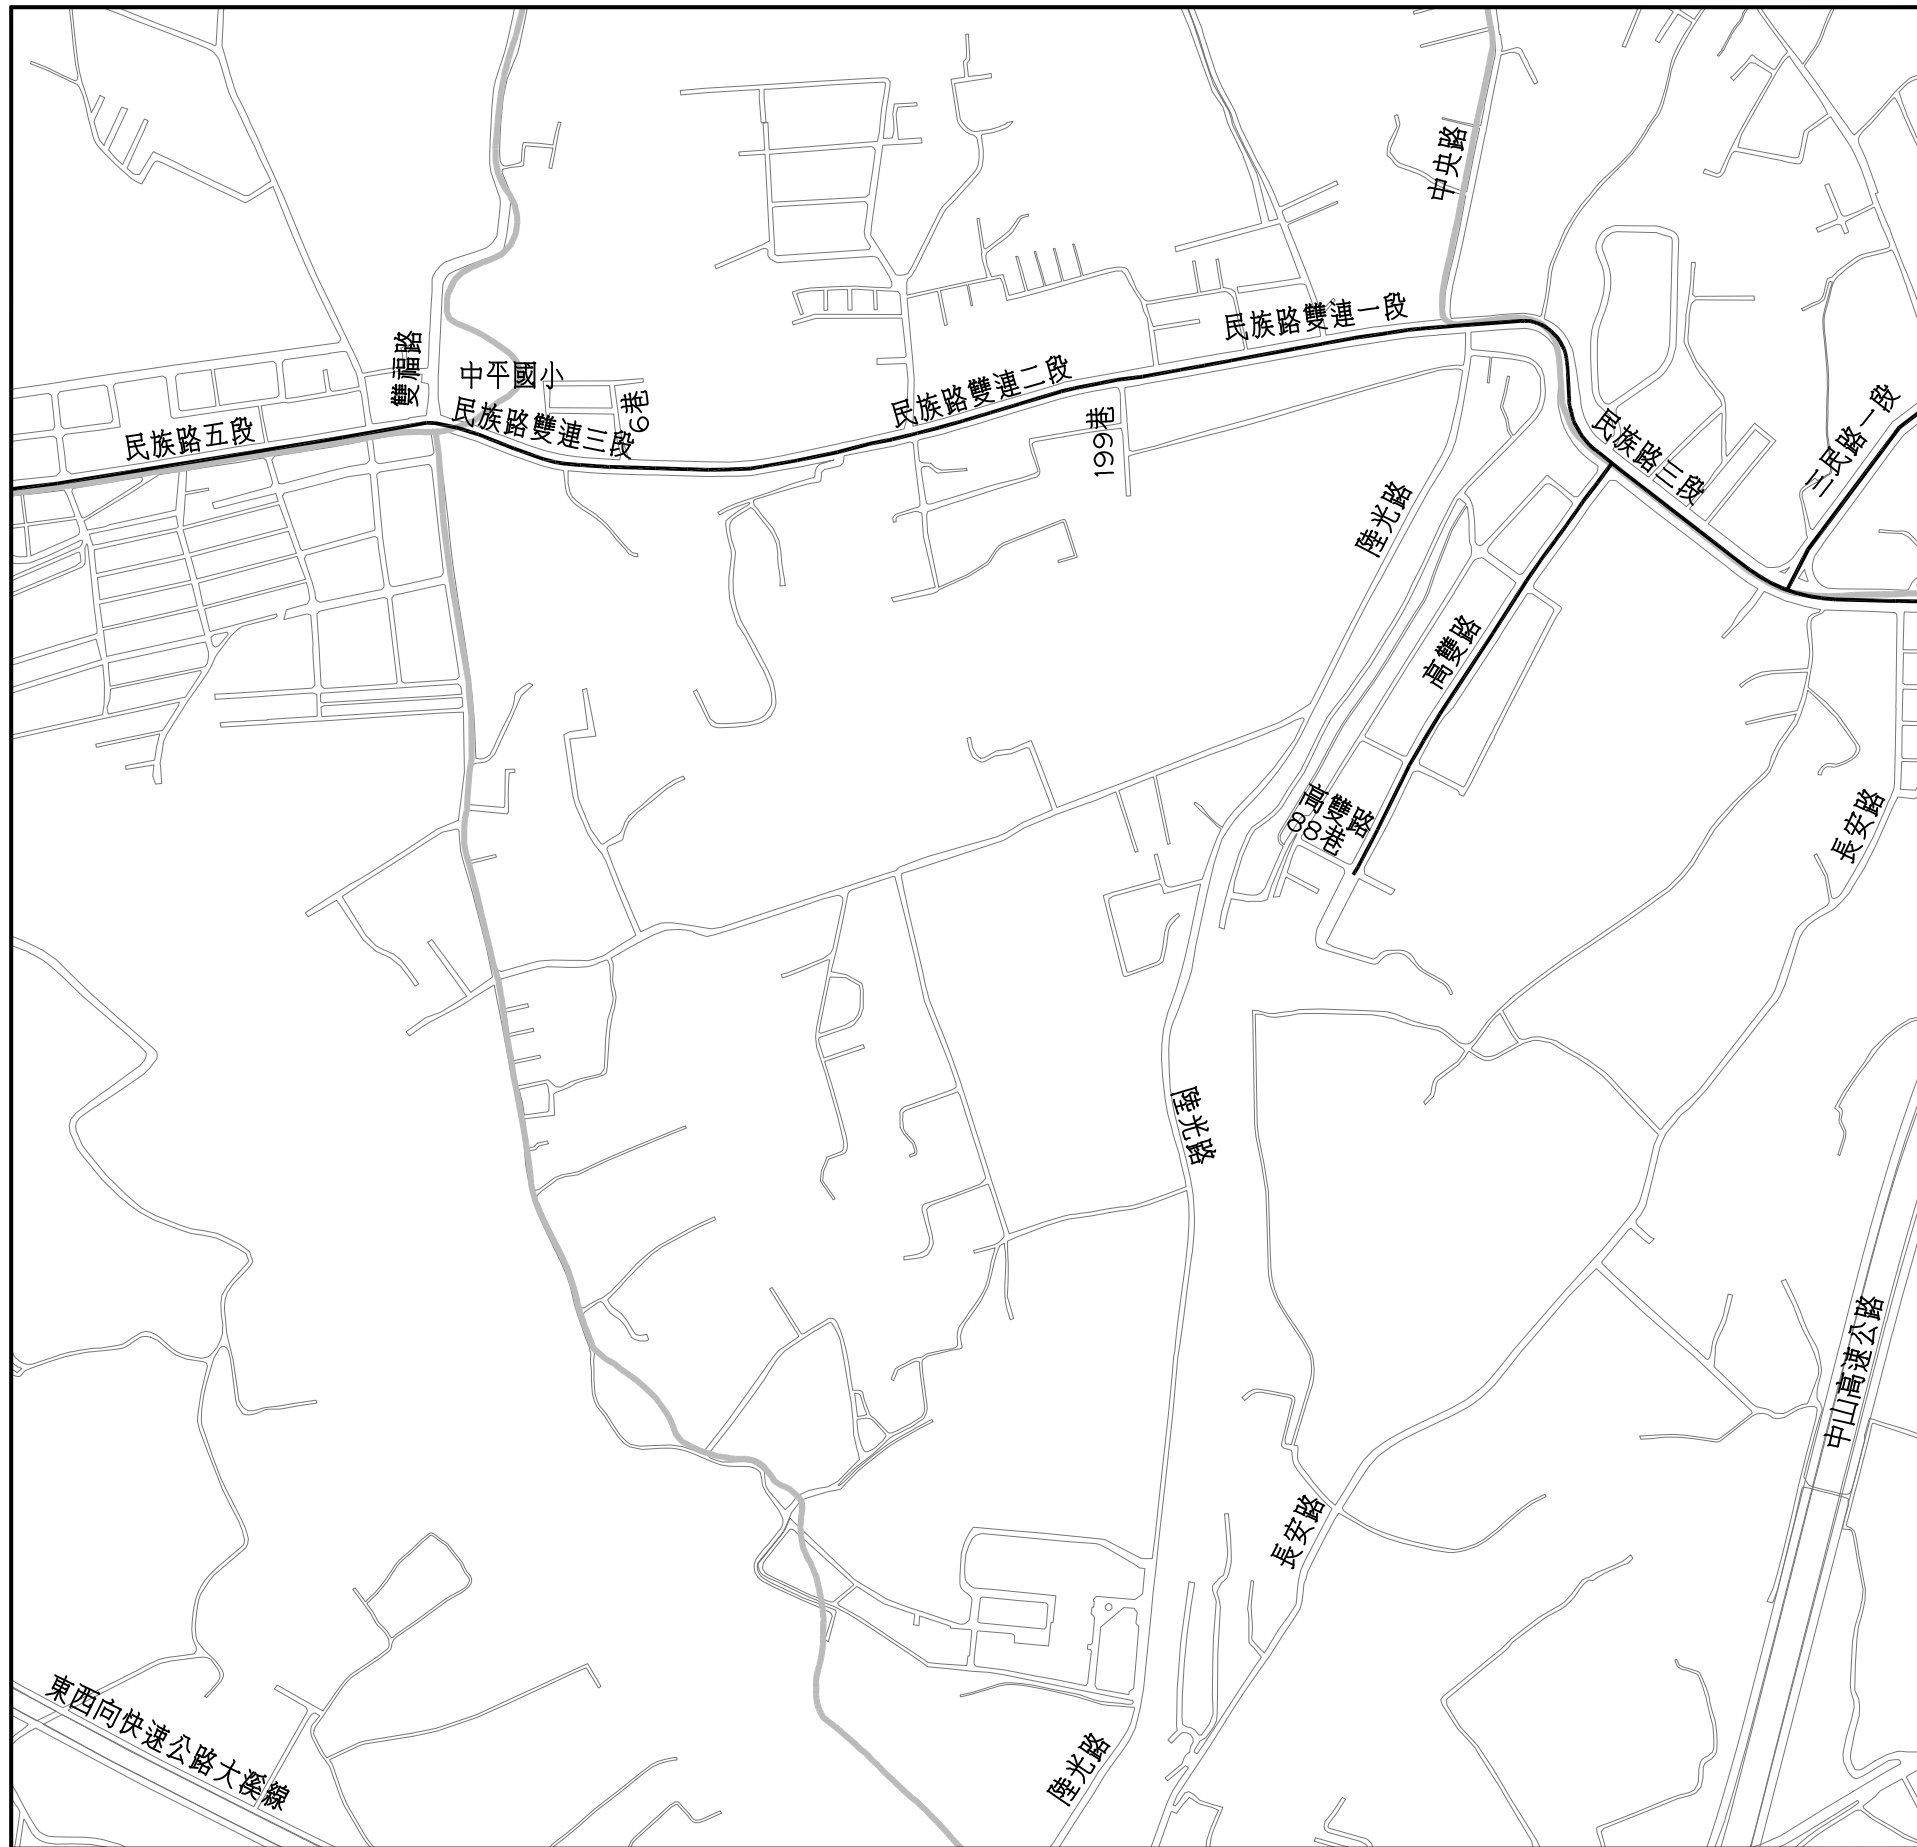 中央路
民族路雙連一段
雙福路
中平國小
民族路雙連二段
6巷
民族路雙連三段
199巷
民族路五段
三民路一段
民族路三段
陸光路
高雙路
高雙路
88巷
長安路
陸光路
中山高速公路
長安路
東西向快速公路大溪線
陸光路